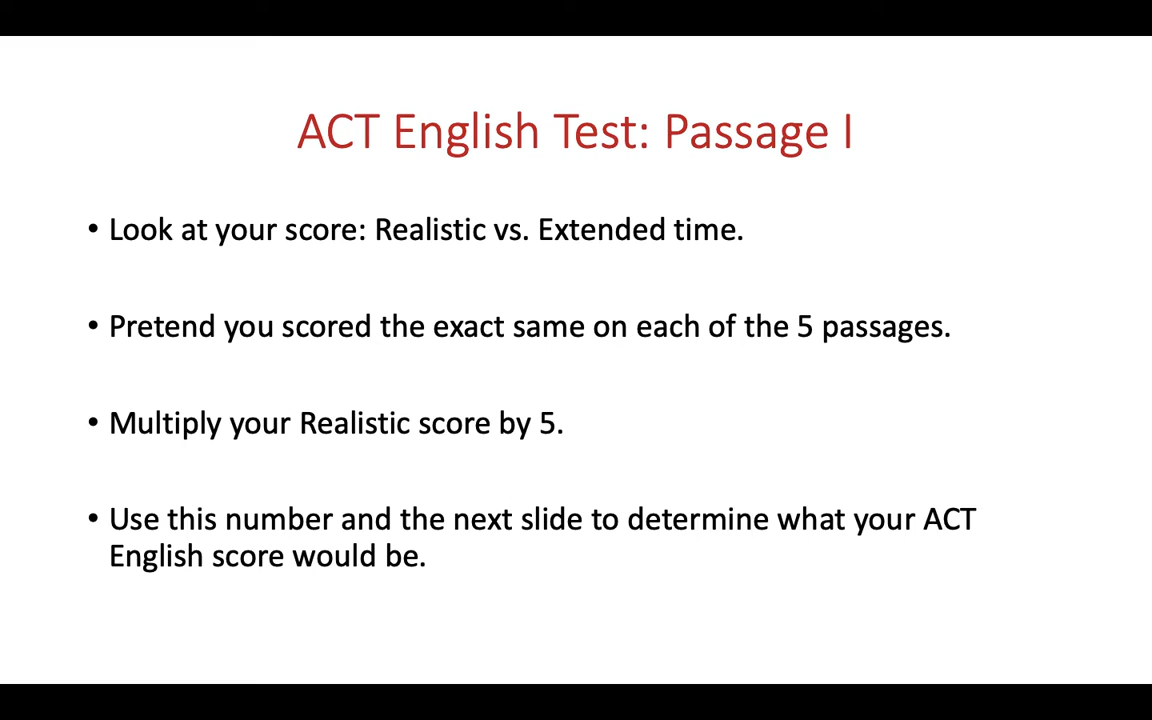 ACT English Test: Passage I
• Look at your score: Realistic vs. Extended time.
• Pretend you scored the exact same on each of the 5 passages.
• Multiply your Realistic score by 5.
• Use this number and the next slide to determine what your ACT
English score would be.